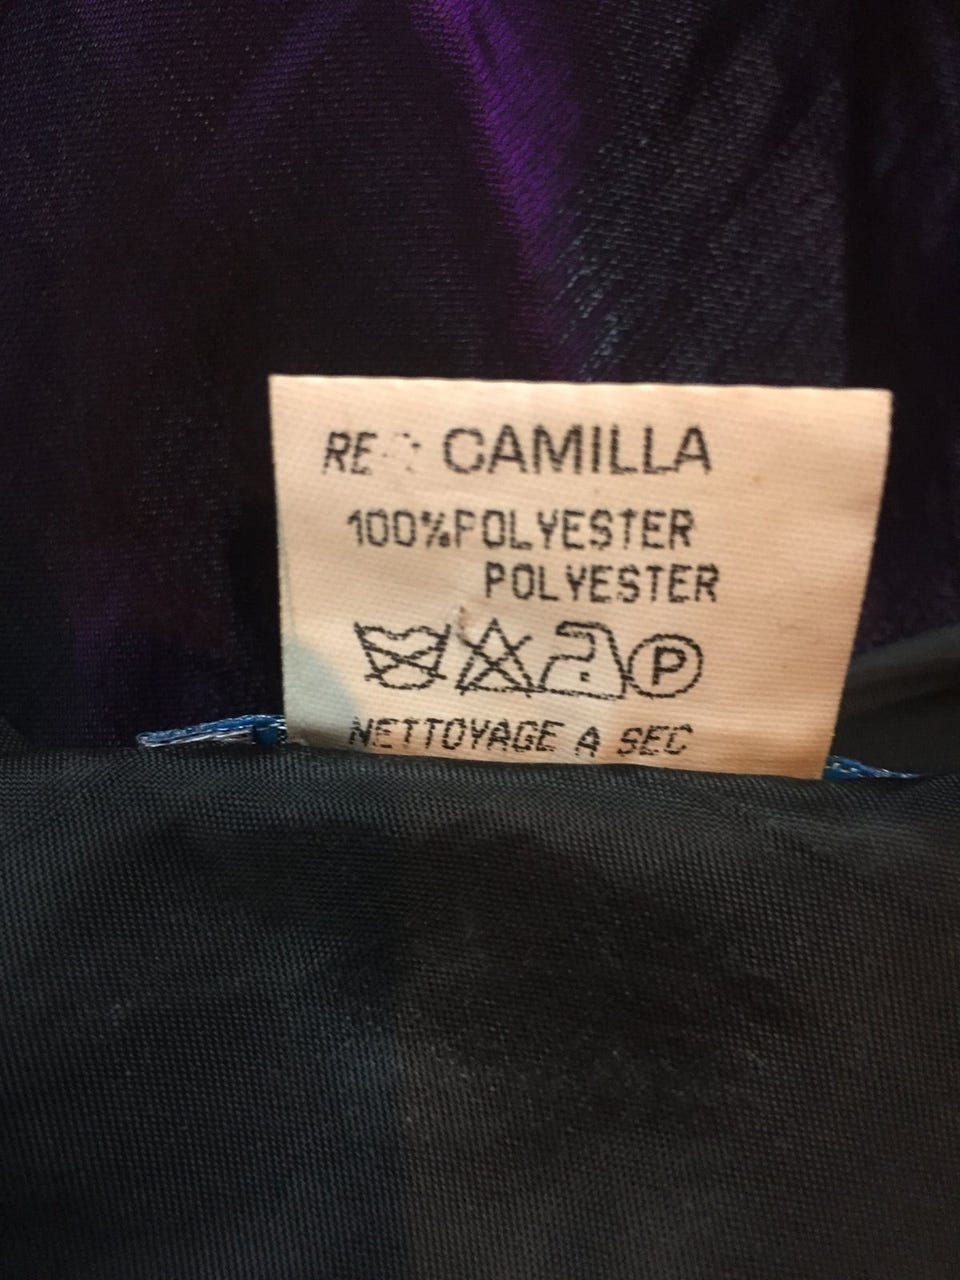 RE : CAMILLA
100%POLYESTER
POLYESTER
P
NETTOYAGE A SEC